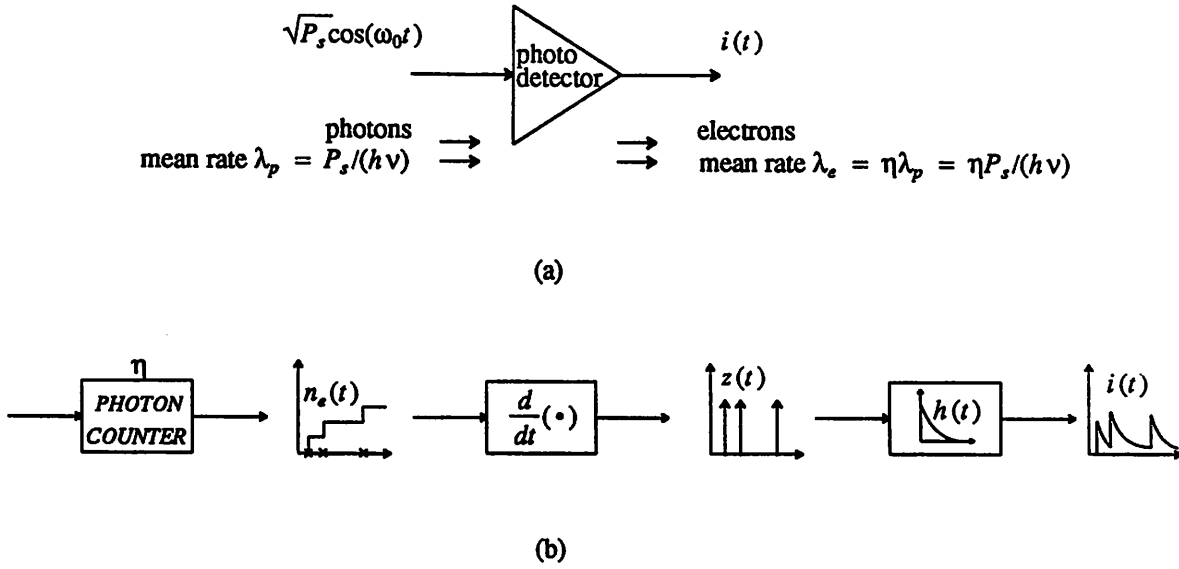 √P_s cos(ω₀t)
photo
detector
i(t)
photons
mean rate λ_p = P_s/(hν)
electrons
mean rate λ_e = ηλ_p = ηP_s/(hν)
(a)
η
PHOTON
COUNTER
n_e(t)
d/dt(•)
z(t)
h(t)
i(t)
(b)